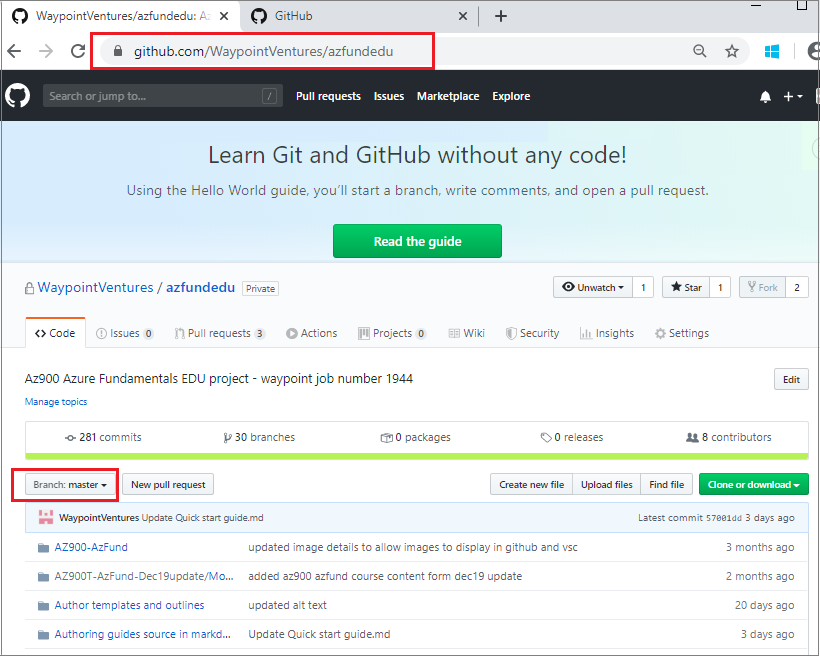 WaypointVentures/azfundedu: Az
GitHub
github.com/WaypointVentures/azfundedu
Search or jump to...
/
Pull requests Issues Marketplace Explore
Learn Git and GitHub without any code!
Using the Hello World guide, you'll start a branch, write comments, and open a pull request.
Read the guide
WaypointVentures / azfundedu Private
Unwatch 1 Star 1 Fork 2
Code Issues 0 Pull requests 3 Actions Projects 0 Wiki Security Insights Settings
Az900 Azure Fundamentals EDU project - waypoint job number 1944
Edit
Manage topics
281 commits 30 branches 0 packages 0 releases 8 contributors
Branch: master New pull request Create new file Upload files Find file Clone or download
WaypointVentures Update Quick start guide.md Latest commit 57001dd 3 days ago
AZ900-AzFund updated image details to allow images to display in github and vsc 3 months ago
AZ900T-AzFund-Dec19update/Mo... added az900 azfund course content form dec19 update 2 months ago
Author templates and outlines updated alt text 20 days ago
Authoring guides source in markd... Update Quick start guide.md 3 days ago